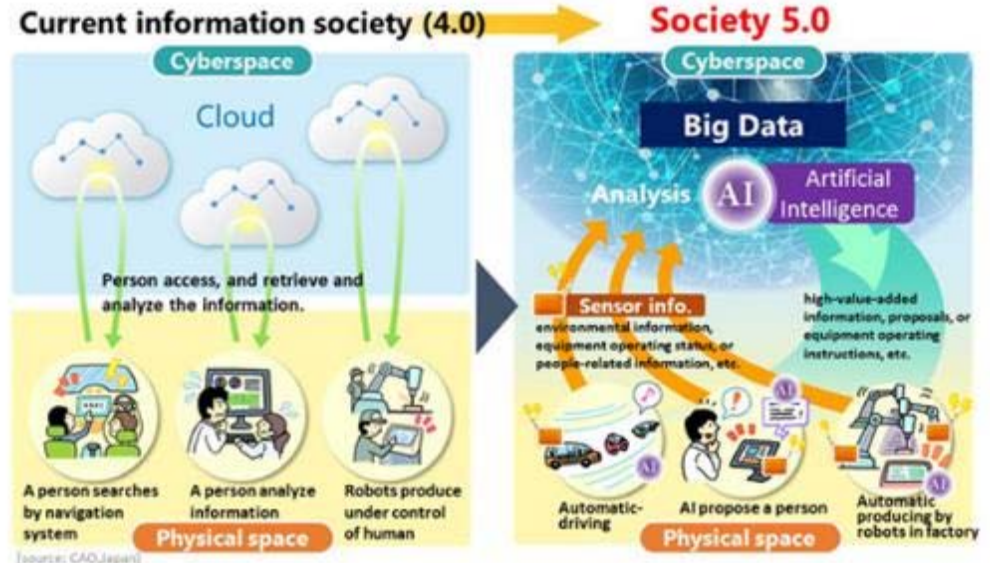 Current information society (4.0)
Society 5.0
Cyberspace
Cloud
Person access, and retrieve and
analyze the information.
A person searches
by navigation
system
A person analyze
information
Robots produce
under control
of human
Physical space
[source: CAO,Japan]
Cyberspace
Big Data
Analysis
AI
Artificial
Intelligence
Sensor info.
environmental information,
equipment operating status, or
people-related information, etc.
high-value-added
information, proposals, or
equipment operating
instructions, etc.
AI
AI
AI
Automatic-
driving
AI propose a person
Automatic
producing by
robots in factory
Physical space